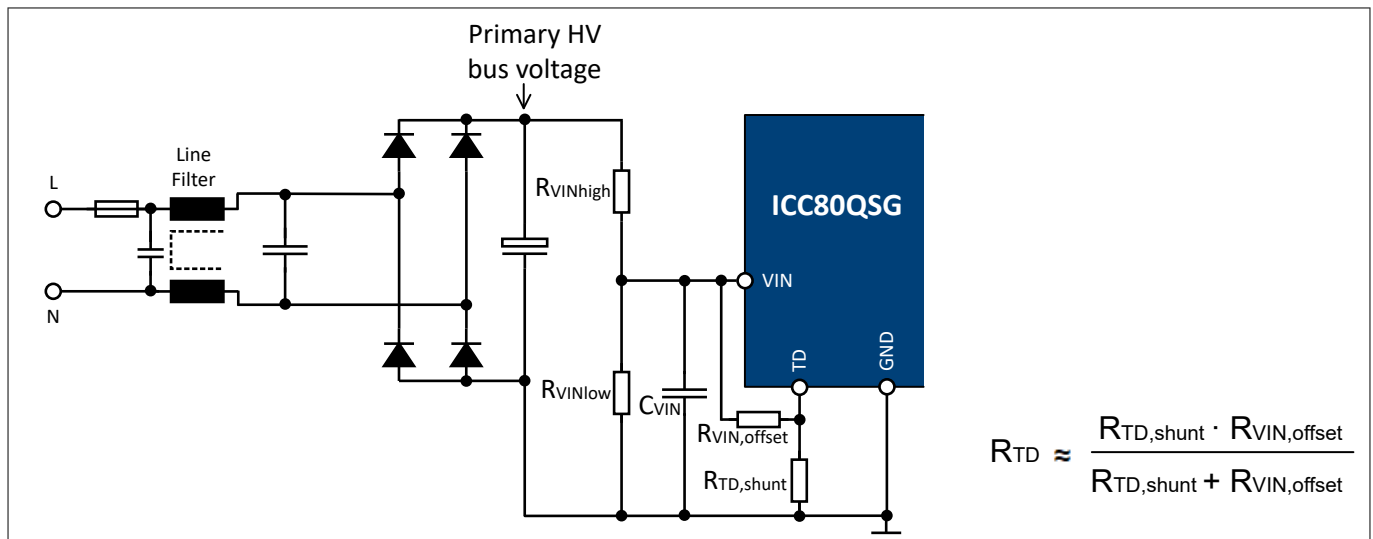 Primary HV
bus voltage
Line
Filter
L
N
RVINhigh
ICC80QSG
VIN
TD
GND
RVINlow
CVIN
RVIN,offset
RTD,shunt
RTD ≈ RTD,shunt · RVIN,offset
RTD,shunt + RVIN,offset